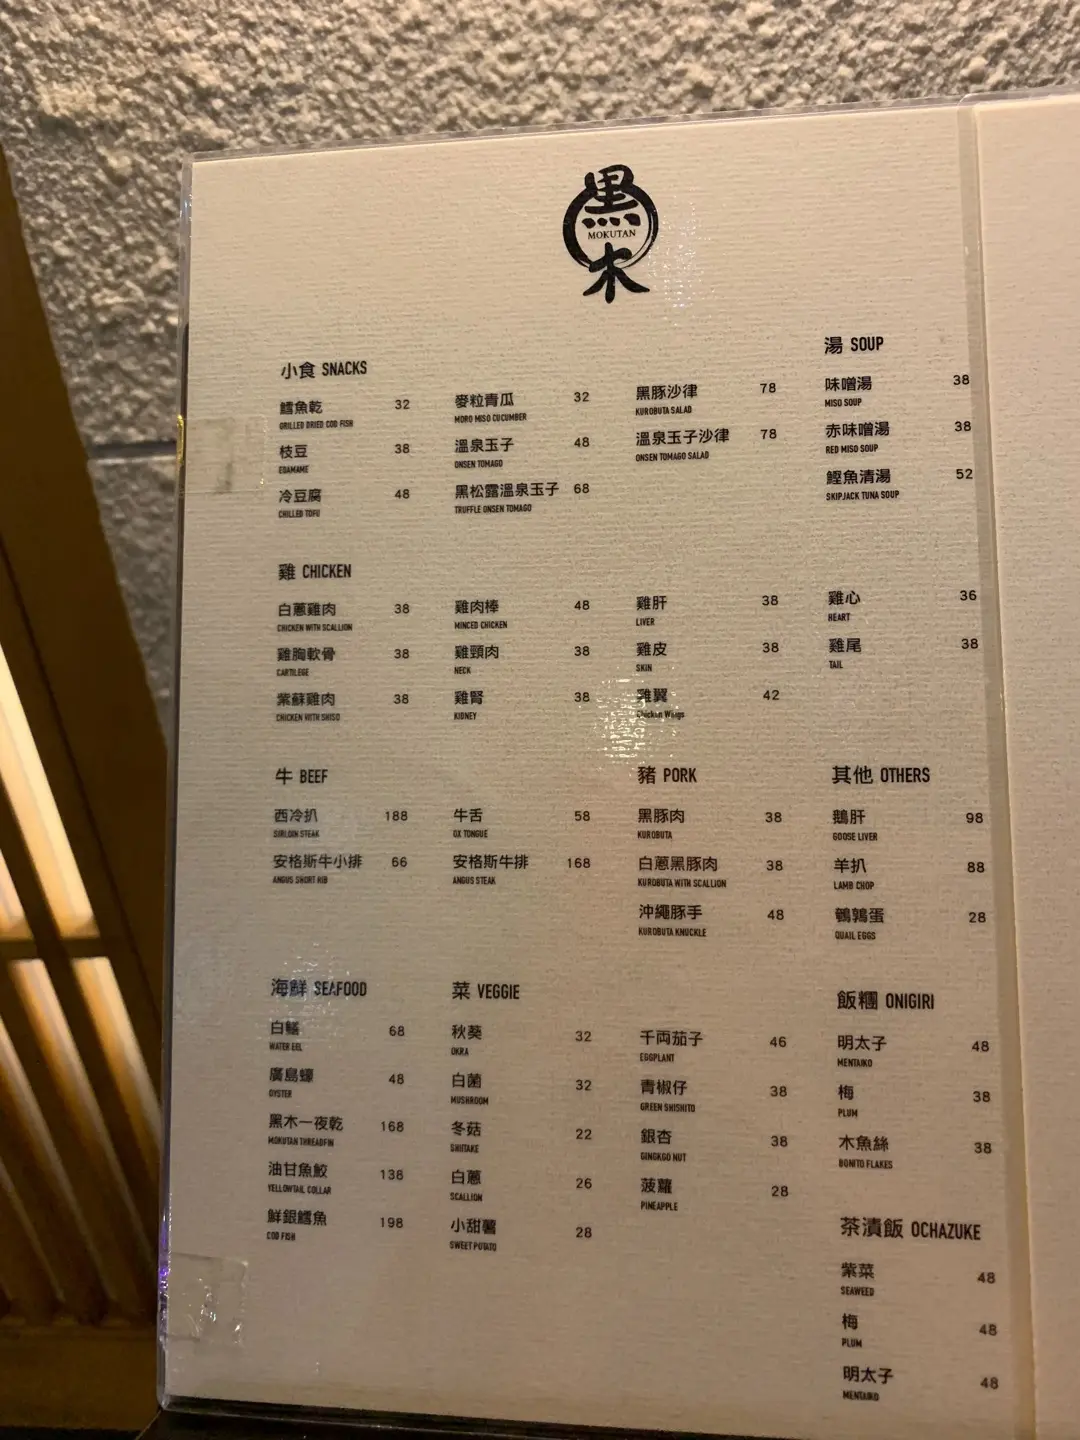 黑
MOKUTAN
木
小食 SNACKS
鱈魚乾 32
GRILLED DRIED COD FISH
枝豆 38
EDAMAME
冷豆腐 48
CHILLED TOFU
麥粒青瓜 32
MORO MISO CUCUMBER
溫泉玉子 48
ONSEN TOMAGO
黑松露溫泉玉子 68
TRUFFLE ONSEN TOMAGO
黑豚沙律 78
KUROBUTA SALAD
溫泉玉子沙律 78
ONSEN TOMAGO SALAD
湯 SOUP
味噌湯 38
MISO SOUP
赤味噌湯 38
RED MISO SOUP
鰹魚清湯 52
SKIPJACK TUNA SOUP
雞 CHICKEN
白蔥雞肉 38
CHICKEN WITH SCALLION
雞胸軟骨 38
CARTILEGE
紫蘇雞肉 38
CHICKEN WITH SHISO
雞肉棒 48
MINCED CHICKEN
雞頸肉 38
NECK
雞腎 38
KIDNEY
雞肝 38
LIVER
雞皮 38
SKIN
雞翼 42
Chicken Wings
雞心 36
HEART
雞尾 38
TAIL
牛 BEEF
西冷扒 188
SIRLOIN STEAK
安格斯牛小排 66
ANGUS SHORT RIB
牛舌 58
OX TONGUE
安格斯牛排 168
ANGUS STEAK
豬 PORK
黑豚肉 38
KUROBUTA
白蔥黑豚肉 38
KUROBUTA WITH SCALLION
沖繩豚手 48
KUROBUTA KNUCKLE
其他 OTHERS
鵝肝 98
GOOSE LIVER
羊扒 88
LAMB CHOP
鵪鶉蛋 28
QUAIL EGGS
海鮮 SEAFOOD
白鱔 68
WATER EEL
廣島蠔 48
OYSTER
黑木一夜乾 168
MOKUTAN THREADFIN
油甘魚鮫 138
YELLOWTAIL COLLAR
鮮銀鱈魚 198
COD FISH
菜 VEGGIE
秋葵 32
OKRA
白菌 32
MUSHROOM
冬菇 22
SHIITAKE
白蔥 26
SCALLION
小甜薯 28
SWEET POTATO
千両茄子 46
EGGPLANT
青椒仔 38
GREEN SHISHITO
銀杏 38
GINGKGO NUT
菠蘿 28
PINEAPPLE
飯糰 ONIGIRI
明太子 48
MENTAIKO
梅 38
PLUM
木魚絲 38
BONITO FLAKES
茶漬飯 OCHAZUKE
紫菜 48
SEAWEED
梅 48
PLUM
明太子 48
MENTAIKO